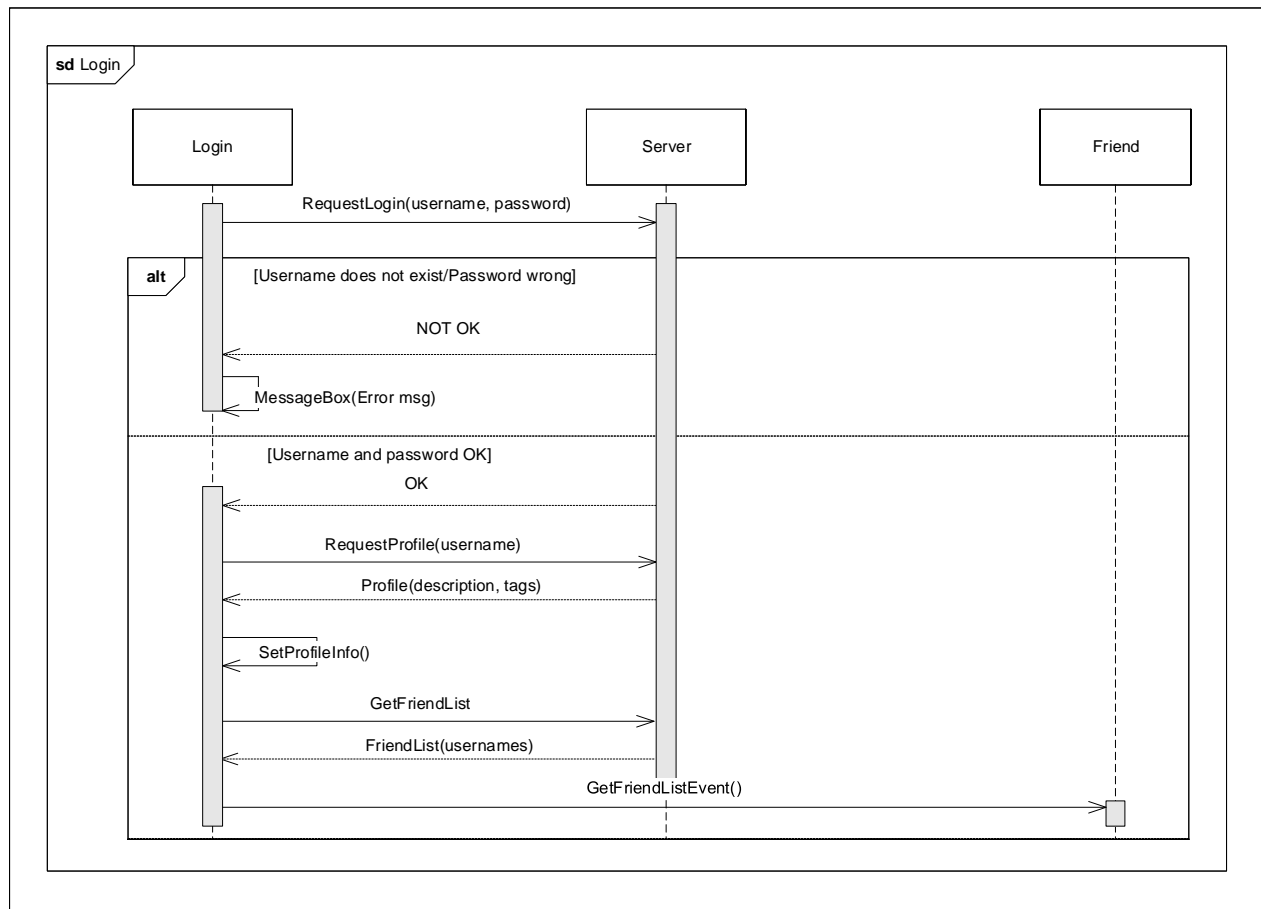 sd Login
Login
Server
Friend
RequestLogin(username, password)
alt
[Username does not exist/Password wrong]
NOT OK
MessageBox(Error msg)
[Username and password OK]
OK
RequestProfile(username)
Profile(description, tags)
SetProfileInfo()
GetFriendList
FriendList(usernames)
GetFriendListEvent()